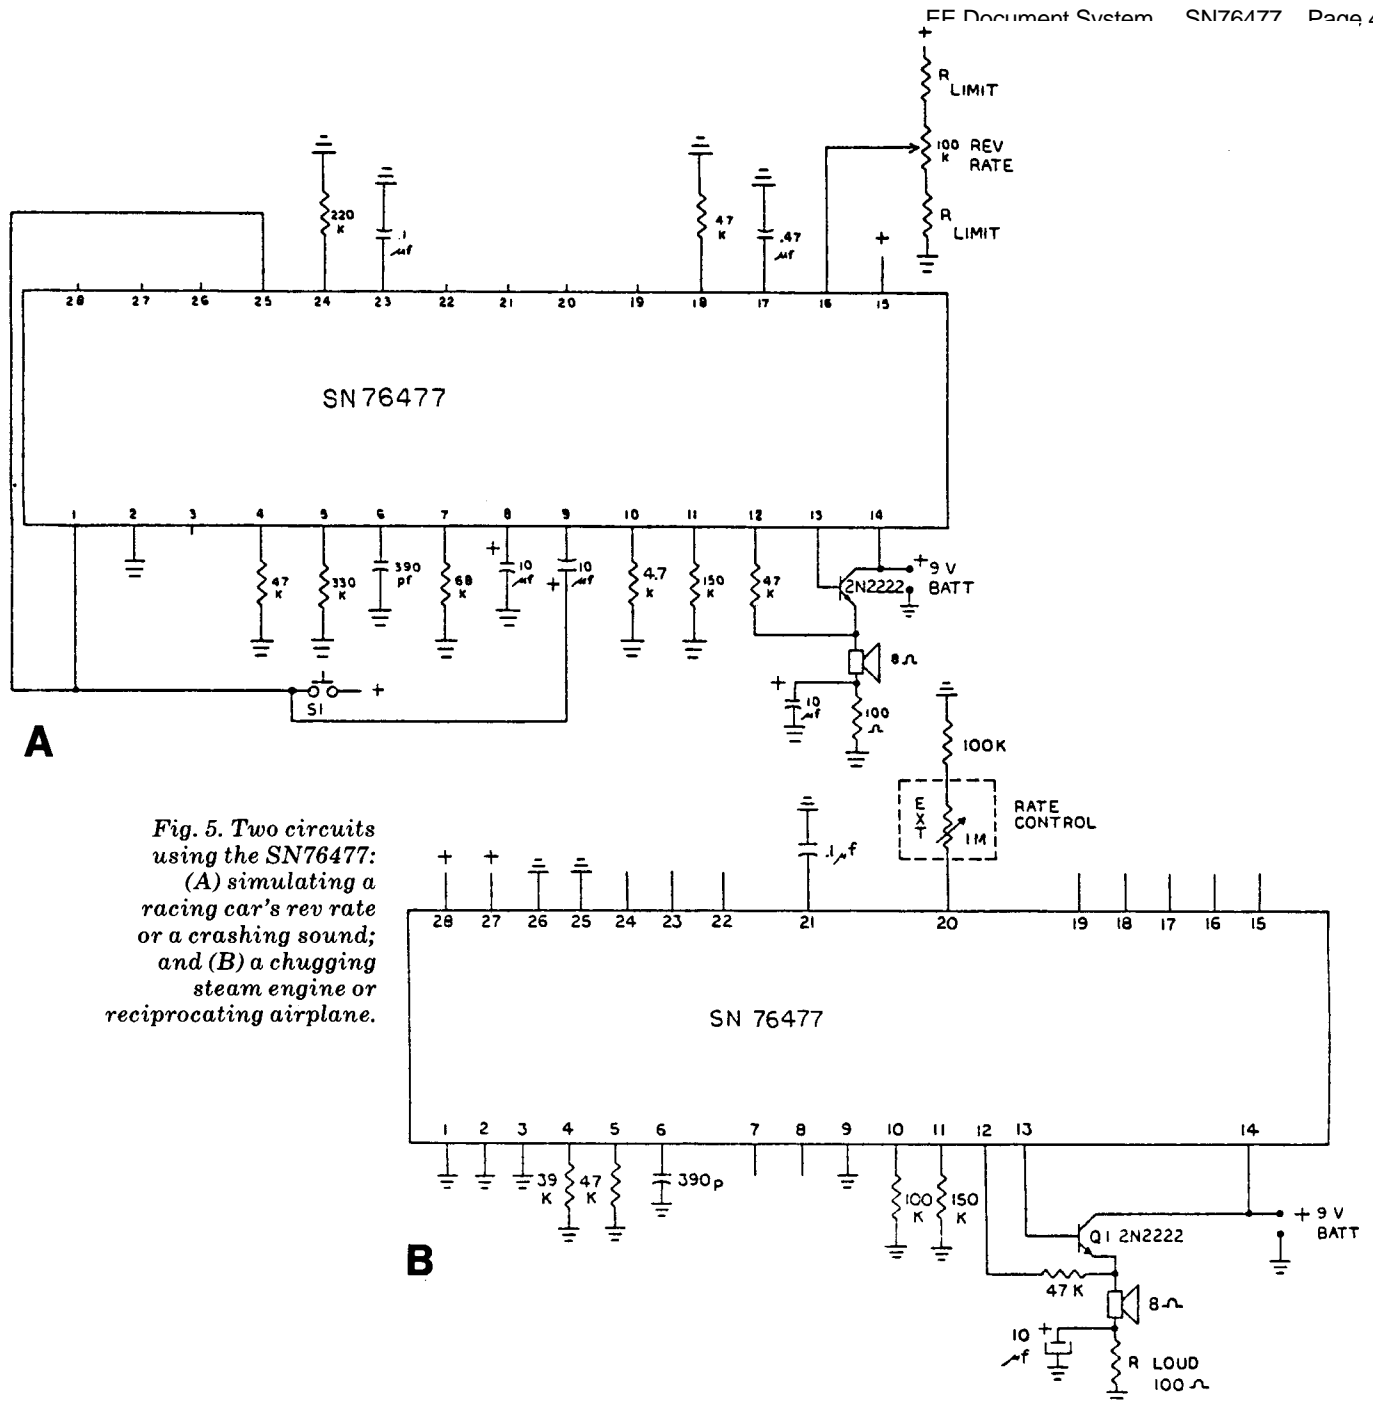 EE Document System SN76477 Page 4
+
R LIMIT
100 K REV RATE
R LIMIT
+
220 K
.1 µf
47 K
.47 µf
28 27 26 25 24 23 22 21 20 19 18 17 16 15
SN 76477
1 2 3 4 5 6 7 8 9 10 11 12 13 14
47 K
330 K
390 pf
68 K
+ 10 µf
+ 10 µf
4.7 K
150 K
47 K
2N2222
+ 9 V BATT
8 Ω
+ 10 µf
100 Ω
S1 +
A
100K
EXT 1M
RATE CONTROL
.1 µf
Fig. 5. Two circuits
using the SN76477:
(A) simulating a
racing car's rev rate
or a crashing sound;
and (B) a chugging
steam engine or
reciprocating airplane.
+ +
28 27 26 25 24 23 22 21 20 19 18 17 16 15
SN 76477
1 2 3 4 5 6 7 8 9 10 11 12 13 14
39 K
47 K
390p
100 K
150 K
Q1 2N2222
+ 9 V BATT
47 K
8 Ω
10 µf +
R LOUD
100 Ω
B